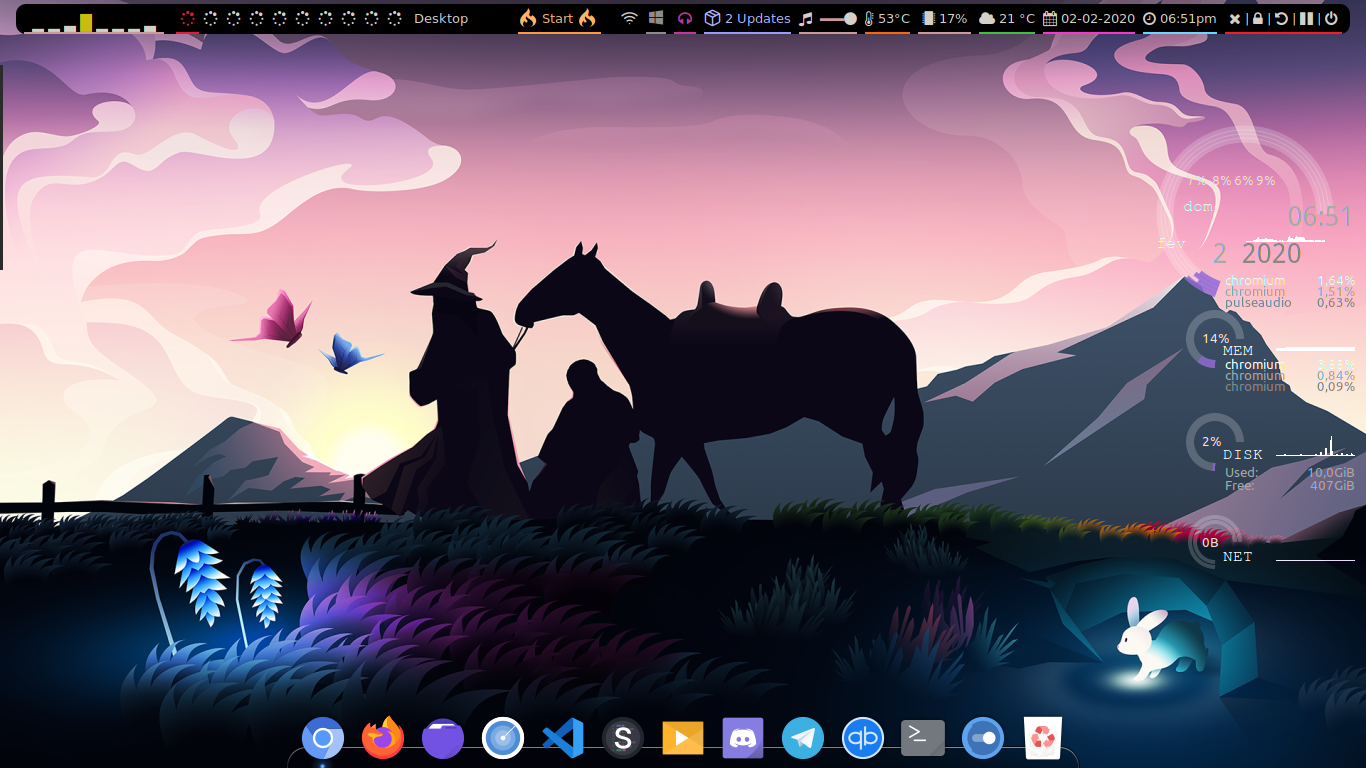 Desktop Start 2 Updates 53°C 17% 21 °C 02-02-2020 06:51pm
7% 8% 6% 9%
dom
06:51
fev
2 2020
chromium 1,64%
chromium 1,51%
pulseaudio 0,63%
14%
MEM
chromium
chromium 0,84%
chromium 0,09%
2%
DISK
Used: 10,0GiB
Free: 407GiB
0B
NET
S
qb
>_